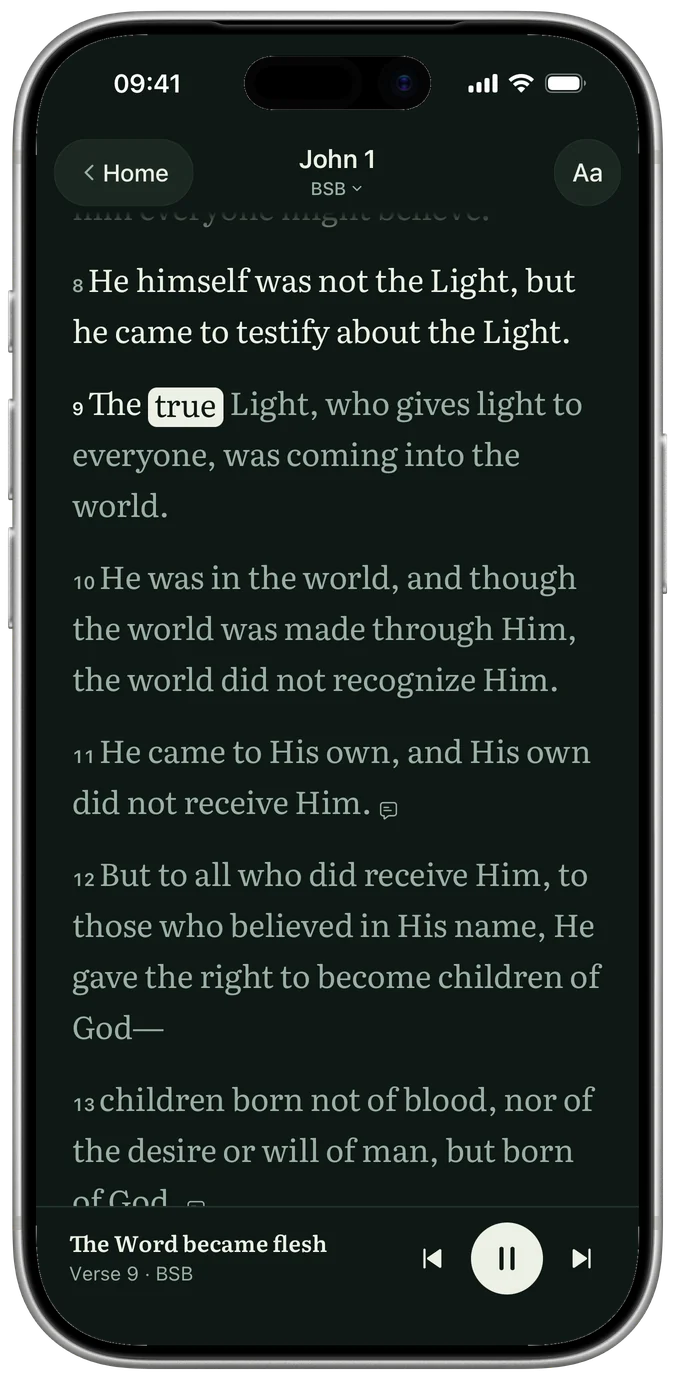 09:41
Home
John 1
BSB
Aa
him everyone might believe.
8 He himself was not the Light, but
he came to testify about the Light.
9 The true Light, who gives light to
everyone, was coming into the
world.
10 He was in the world, and though
the world was made through Him,
the world did not recognize Him.
11 He came to His own, and His own
did not receive Him.
12 But to all who did receive Him, to
those who believed in His name, He
gave the right to become children of
God—
13 children born not of blood, nor of
the desire or will of man, but born
of God.
The Word became flesh
Verse 9 · BSB